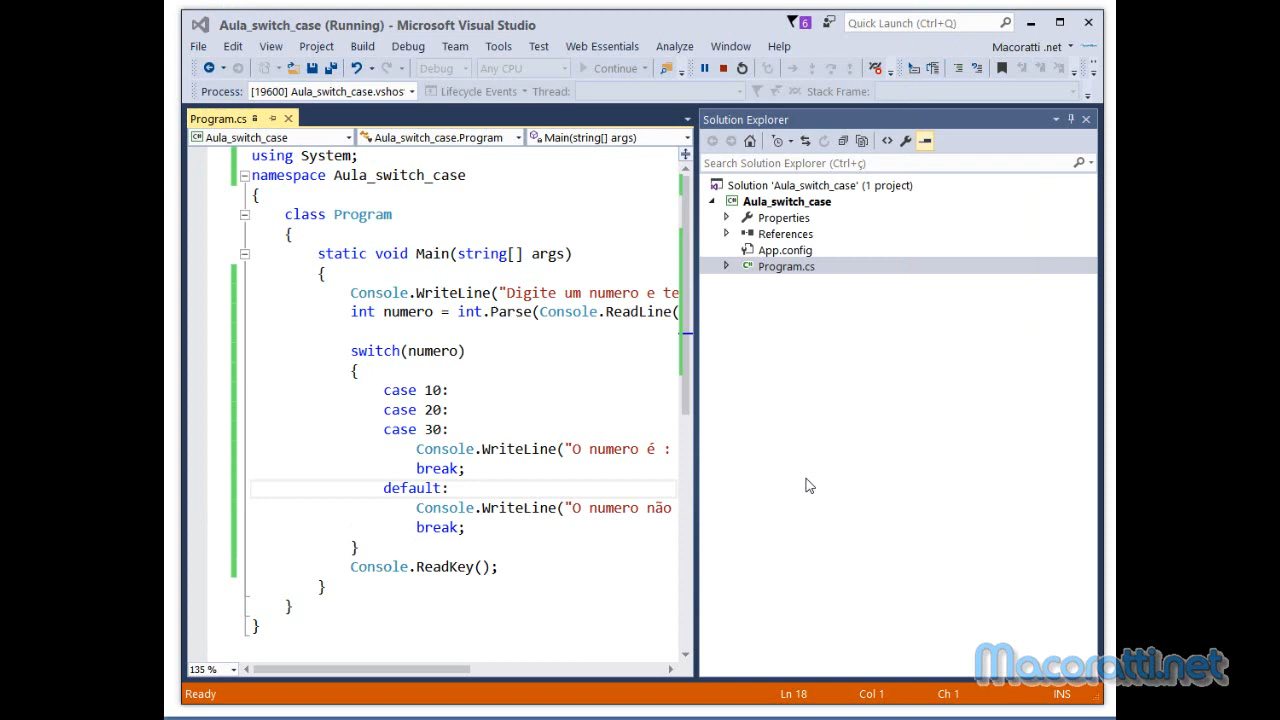 Aula_switch_case (Running) - Microsoft Visual Studio
6
Quick Launch (Ctrl+Q)
File Edit View Project Build Debug Team Tools Test Web Essentials Analyze Window Help
Macoratti .net
Debug Any CPU Continue
Process: [19600] Aula_switch_case.vshos Lifecycle Events Thread: Stack Frame:
Program.cs
Aula_switch_case Aula_switch_case.Program Main(string[] args)
using System;
namespace Aula_switch_case
{
class Program
{
static void Main(string[] args)
{
Console.WriteLine("Digite um numero e te
int numero = int.Parse(Console.ReadLine(
switch(numero)
{
case 10:
case 20:
case 30:
Console.WriteLine("O numero é :
break;
default:
Console.WriteLine("O numero não
break;
}
Console.ReadKey();
}
}
}
135 %
Solution Explorer
Search Solution Explorer (Ctrl+ç)
Solution 'Aula_switch_case' (1 project)
Aula_switch_case
Properties
References
App.config
Program.cs
Macoratti.net
Ready Ln 18 Col 1 Ch 1 INS